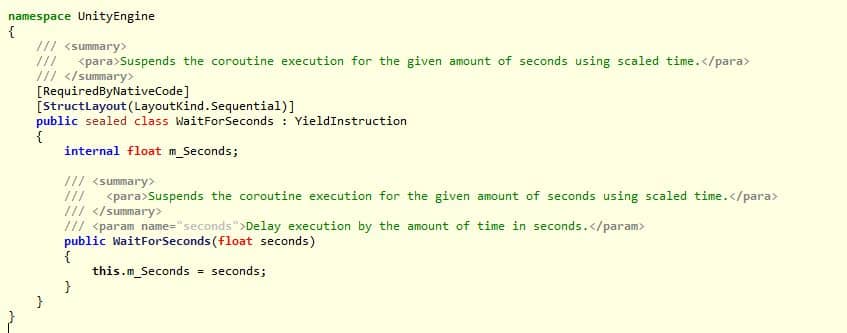 namespace UnityEngine
{
/// <summary>
/// <para>Suspends the coroutine execution for the given amount of seconds using scaled time.</para>
/// </summary>
[RequiredByNativeCode]
[StructLayout(LayoutKind.Sequential)]
public sealed class WaitForSeconds : YieldInstruction
{
internal float m_Seconds;
/// <summary>
/// <para>Suspends the coroutine execution for the given amount of seconds using scaled time.</para>
/// </summary>
/// <param name="seconds">Delay execution by the amount of time in seconds.</param>
public WaitForSeconds(float seconds)
{
this.m_Seconds = seconds;
}
}
}